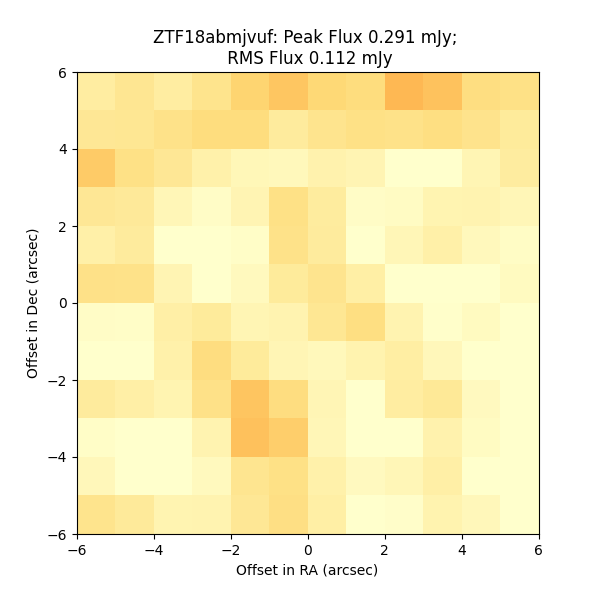 ZTF18abmjvuf: Peak Flux 0.291 mJy;
RMS Flux 0.112 mJy
6
4
2
0
−2
−4
−6
Offset in Dec (arcsec)
−6 −4 −2 0 2 4 6
Offset in RA (arcsec)